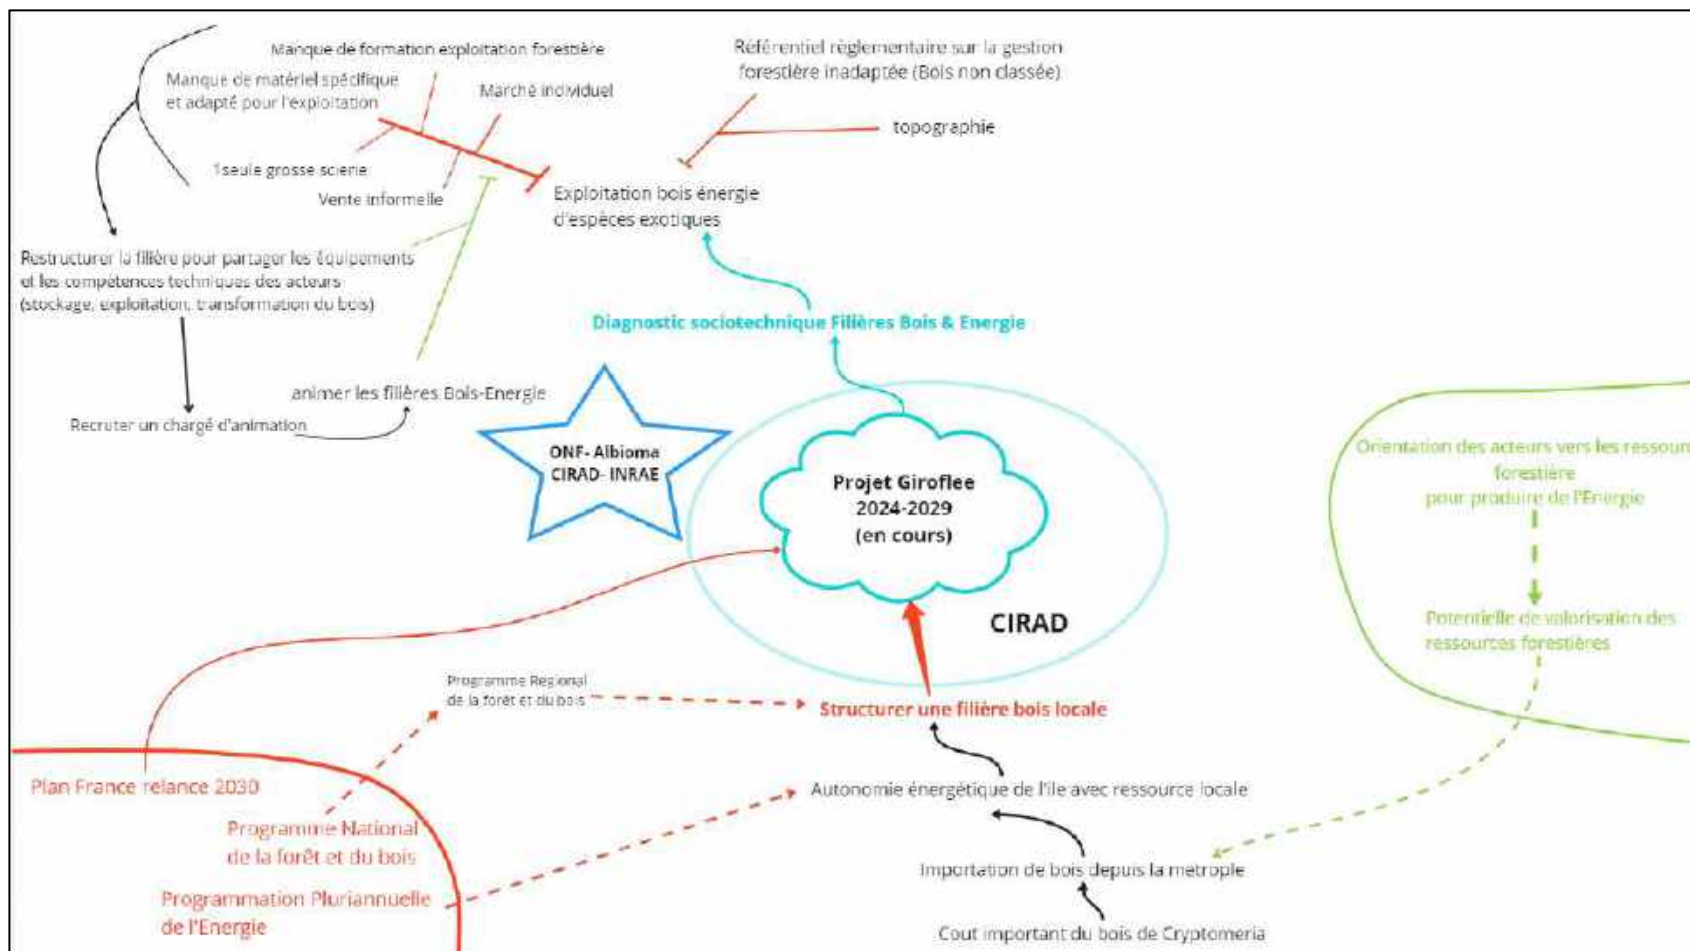 Manque de formation exploitation forestière
Manque de matériel spécifique
et adapté pour l'exploitation
Marché individuel
Référentiel règlementaire sur la gestion
forestière inadaptée (Bois non classée)
topographie
1seule grosse scierie
Vente informelle
Exploitation bois énergie
d'espèces exotiques
Restructurer la filière pour partager les équipements
et les compétences techniques des acteurs
(stockage, exploitation, transformation du bois)
Diagnostic sociotechnique Filières Bois & Energie
animer les filières Bois-Energie
Recruter un chargé d'animation
ONF- Albioma
CIRAD- INRAE
Projet Giroflee
2024-2029
(en cours)
CIRAD
Orientation des acteurs vers les ressourc
forestière
pour produire de l'Energie
Potentielle de valorisation des
ressources forestières
Programme Regional
de la forêt et du bois
Structurer une filière bois locale
Plan France relance 2030
Autonomie énergétique de l'ile avec ressource locale
Programme National
de la forêt et du bois
Importation de bois depuis la metrople
Programmation Pluriannuelle
de l'Energie
Cout important du bois de Cryptomeria